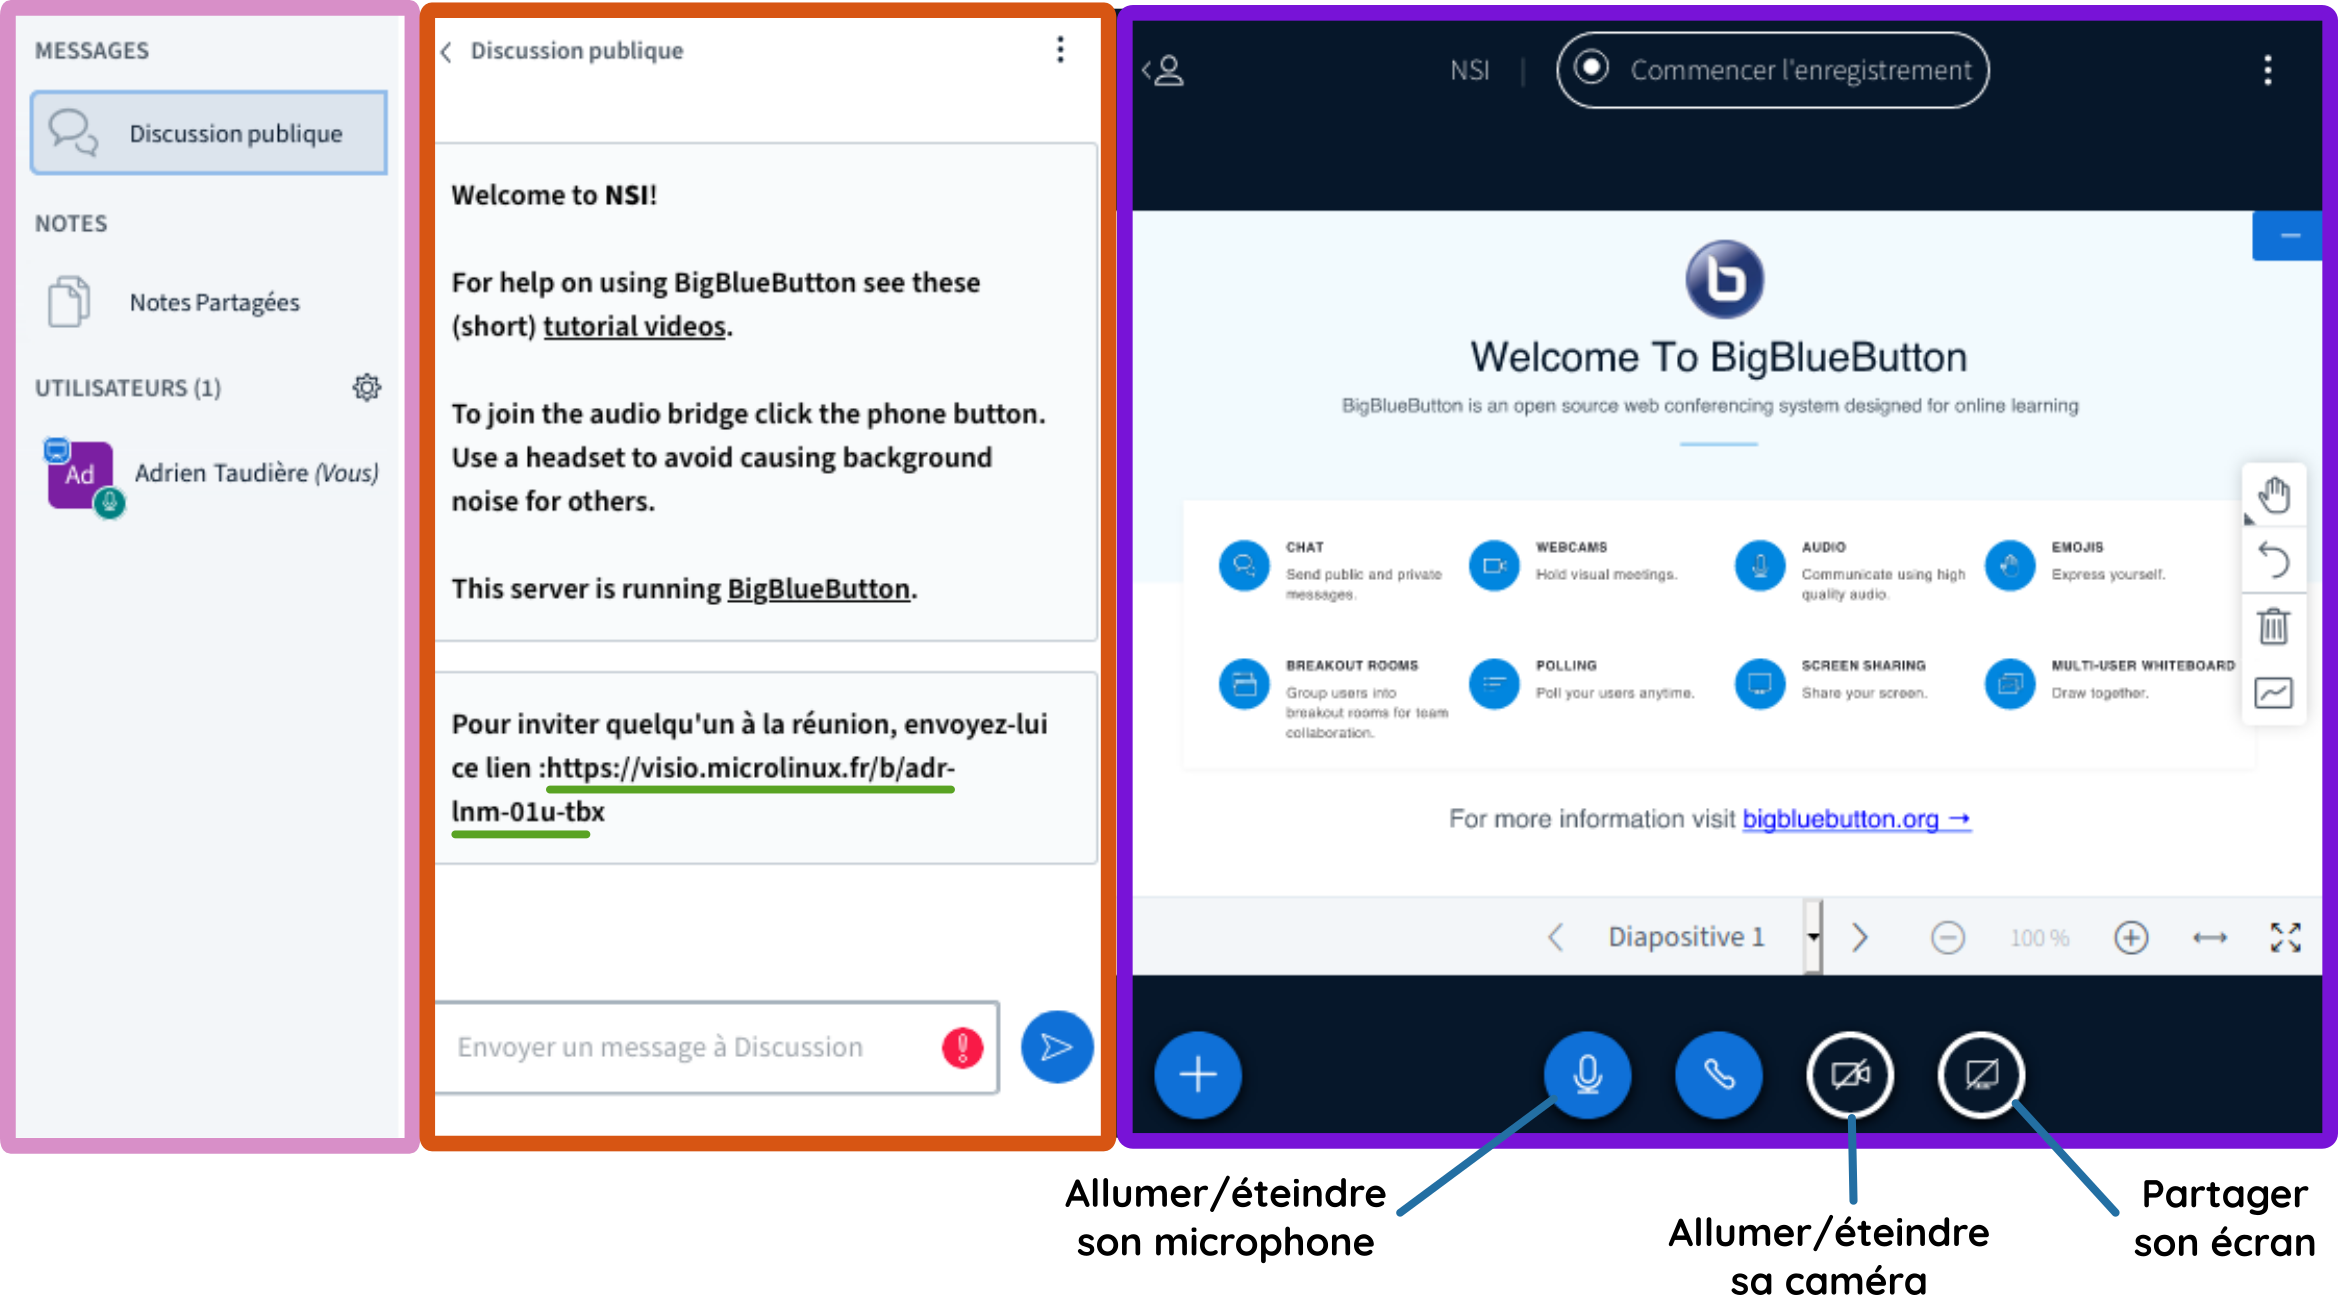 MESSAGES
Discussion publique
NOTES
Notes Partagées
UTILISATEURS (1)
Ad
Adrien Taudière (Vous)
Discussion publique
Welcome to NSI!
For help on using BigBlueButton see these
(short) tutorial videos.
To join the audio bridge click the phone button.
Use a headset to avoid causing background
noise for others.
This server is running BigBlueButton.
Pour inviter quelqu'un à la réunion, envoyez-lui
ce lien :https://visio.microlinux.fr/b/adr-
lnm-01u-tbx
Envoyer un message à Discussion
NSI
Commencer l'enregistrement
b
Welcome To BigBlueButton
BigBlueButton is an open source web conferencing system designed for online learning
CHAT
Send public and private
messages.
WEBCAMS
Hold visual meetings.
AUDIO
Communicate using high
quality audio.
EMOJIS
Express yourself.
BREAKOUT ROOMS
Group users into
breakout rooms for team
collaboration.
POLLING
Poll your users anytime.
SCREEN SHARING
Share your screen.
MULTI-USER WHITEBOARD
Draw together.
For more information visit bigbluebutton.org →
Diapositive 1
100 %
Allumer/éteindre
son microphone
Allumer/éteindre
sa caméra
Partager
son écran